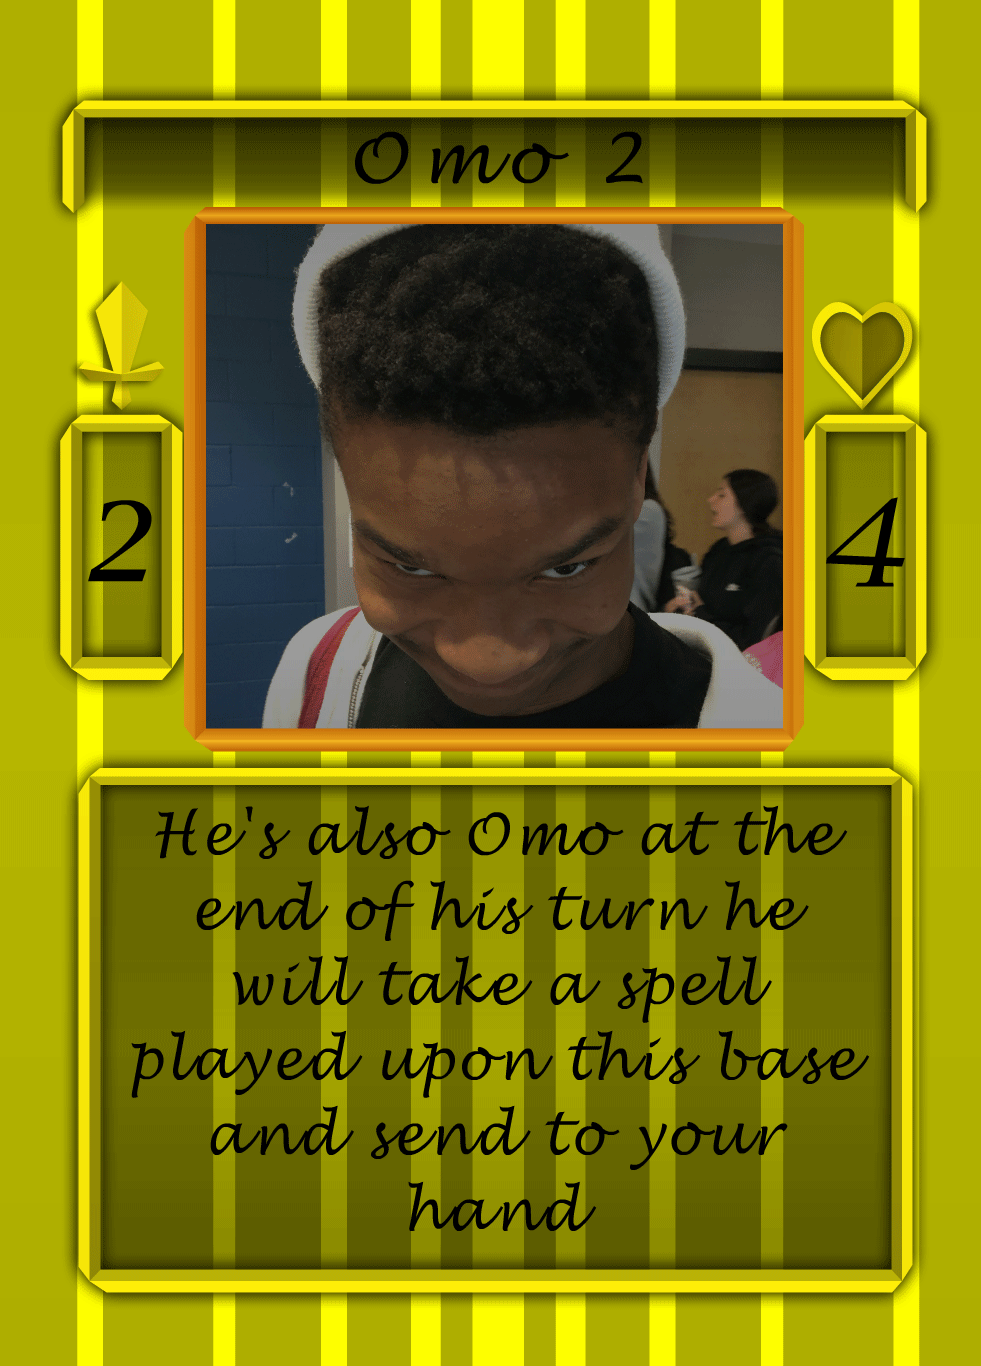 Omo 2
2
4
He's also Omo at the
end of his turn he
will take a spell
played upon this base
and send to your
hand